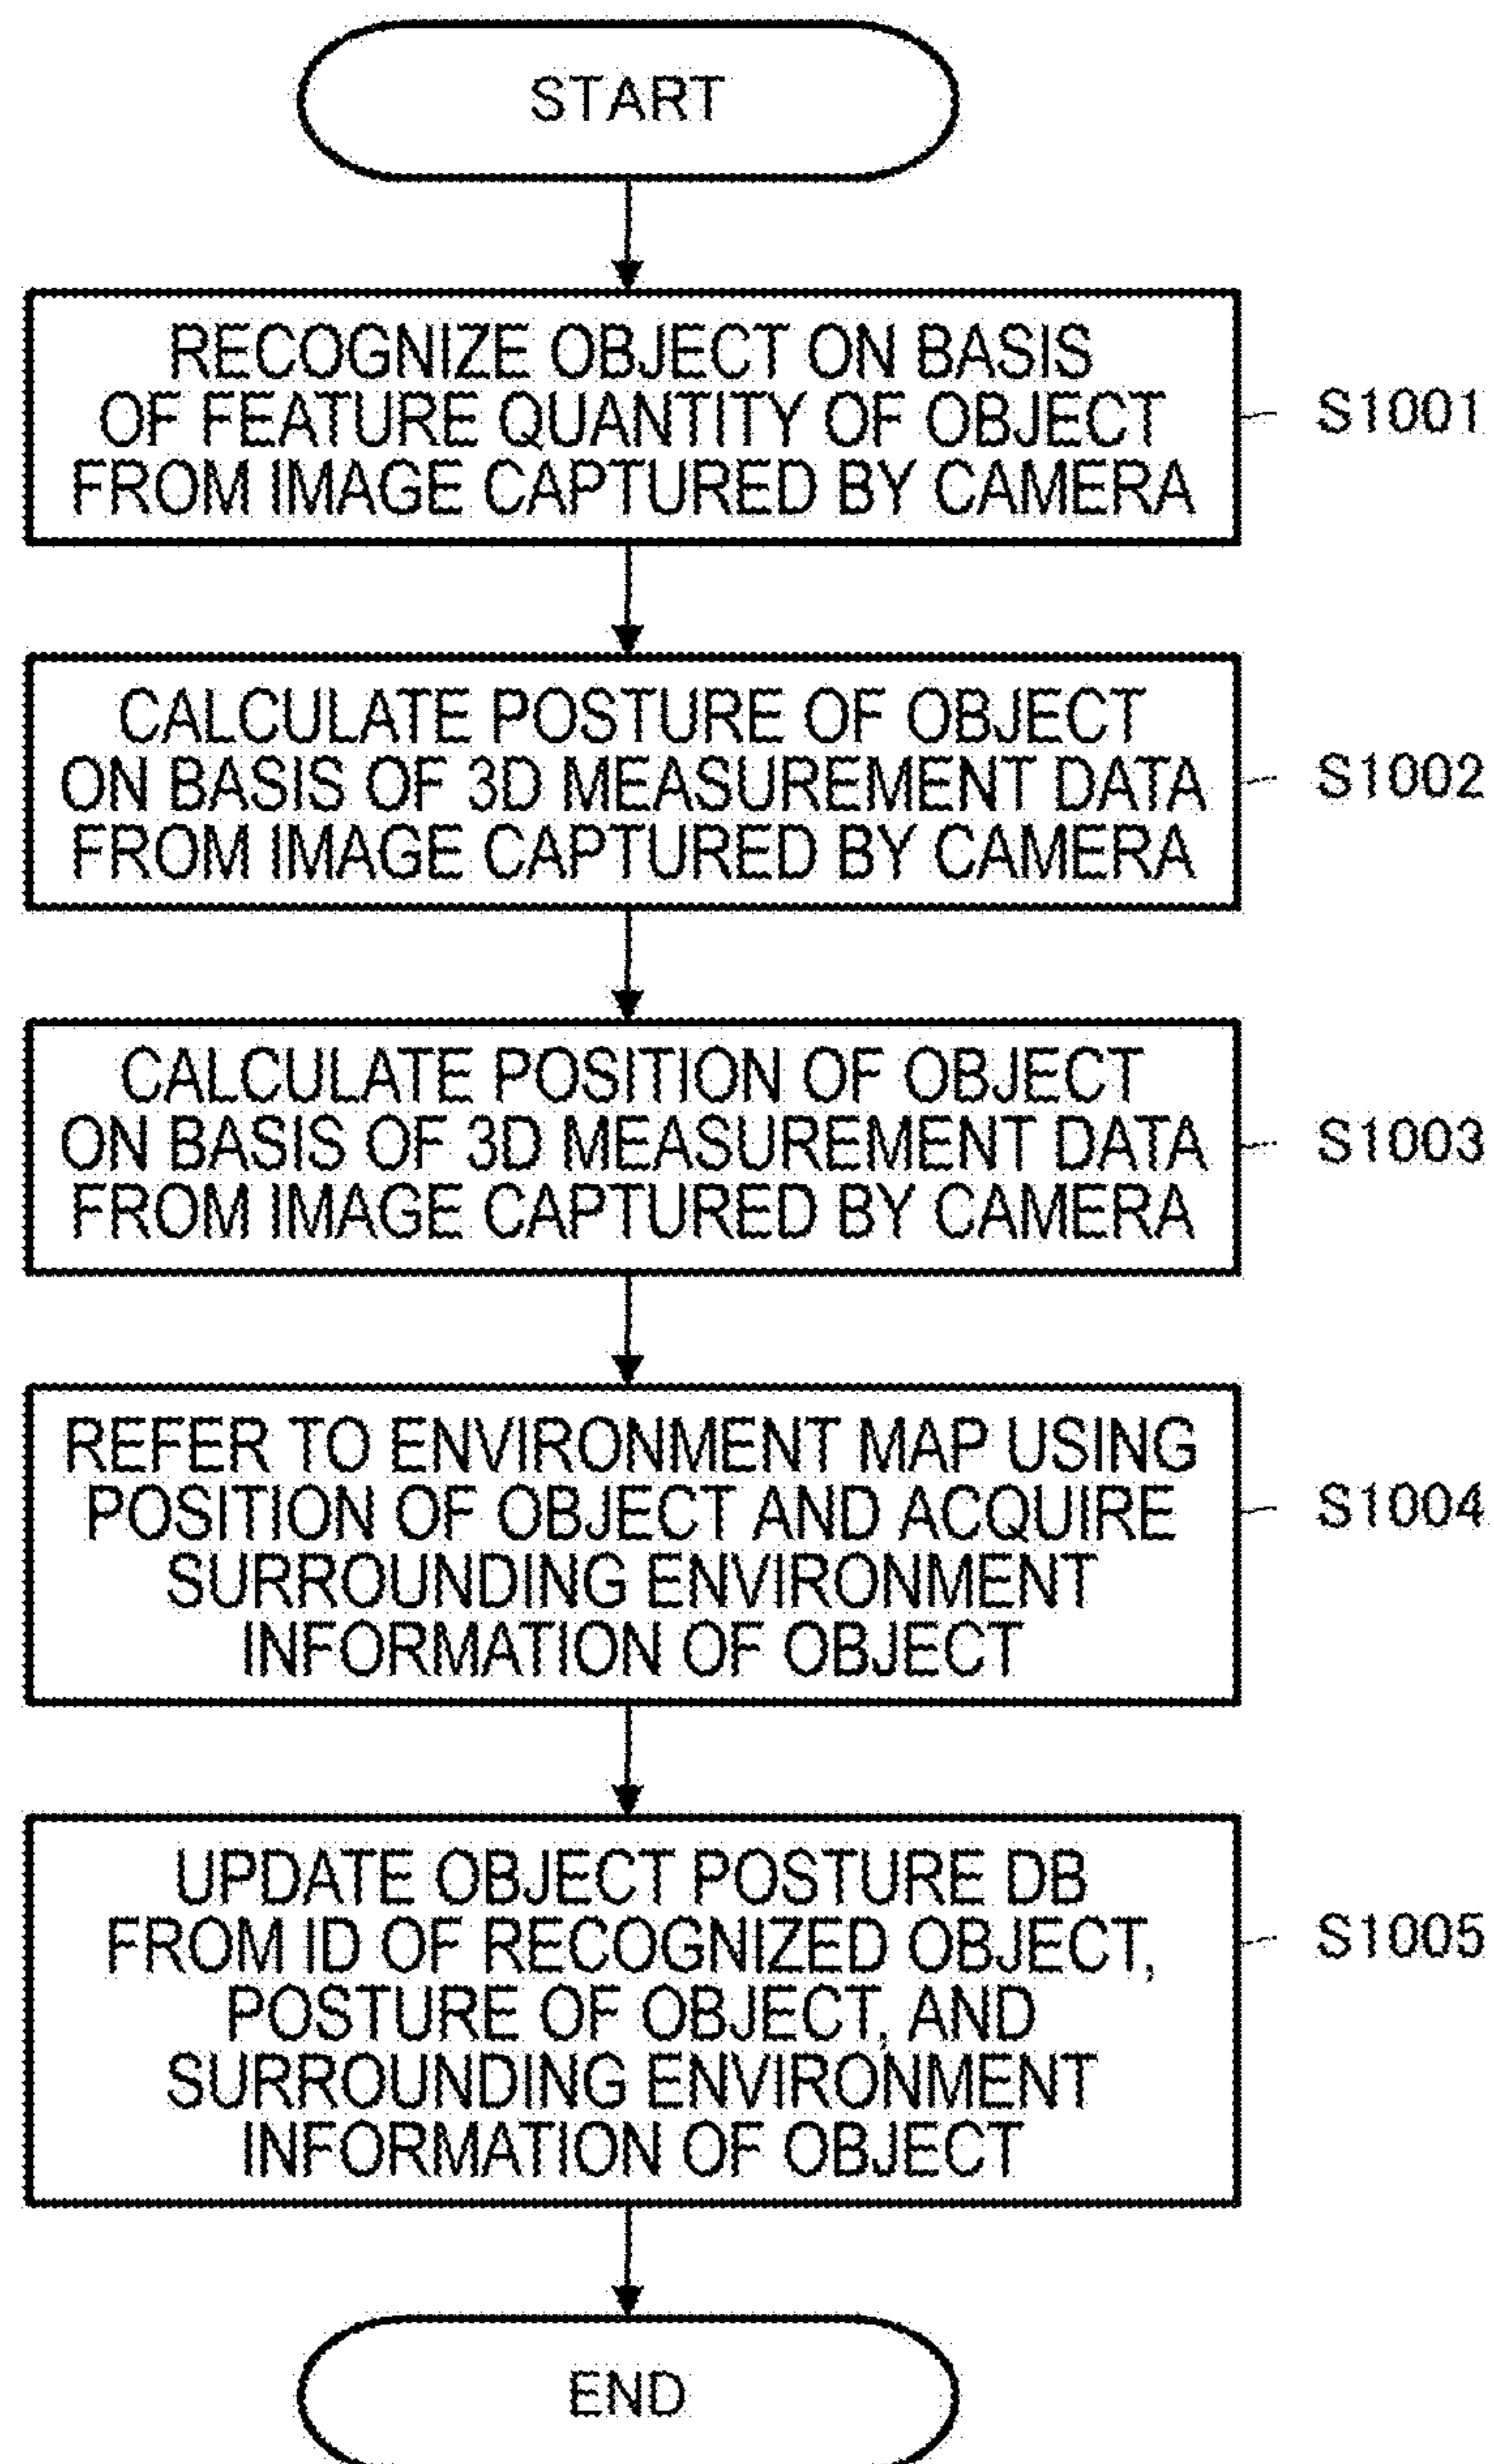 START
RECOGNIZE OBJECT ON BASIS
OF FEATURE QUANTITY OF OBJECT
FROM IMAGE CAPTURED BY CAMERA
S1001
CALCULATE POSTURE OF OBJECT
ON BASIS OF 3D MEASUREMENT DATA
FROM IMAGE CAPTURED BY CAMERA
S1002
CALCULATE POSITION OF OBJECT
ON BASIS OF 3D MEASUREMENT DATA
FROM IMAGE CAPTURED BY CAMERA
S1003
REFER TO ENVIRONMENT MAP USING
POSITION OF OBJECT AND ACQUIRE
SURROUNDING ENVIRONMENT
INFORMATION OF OBJECT
S1004
UPDATE OBJECT POSTURE DB
FROM ID OF RECOGNIZED OBJECT,
POSTURE OF OBJECT, AND
SURROUNDING ENVIRONMENT
INFORMATION OF OBJECT
S1005
END